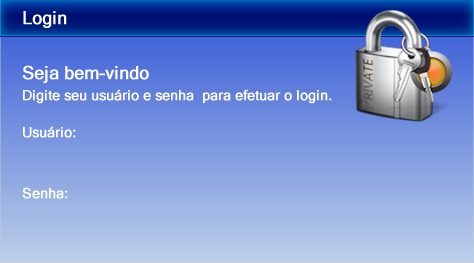 Login
Seja bem-vindo
Digite seu usuário e senha para efetuar o login.
PRIVATE
Usuário:
Senha: